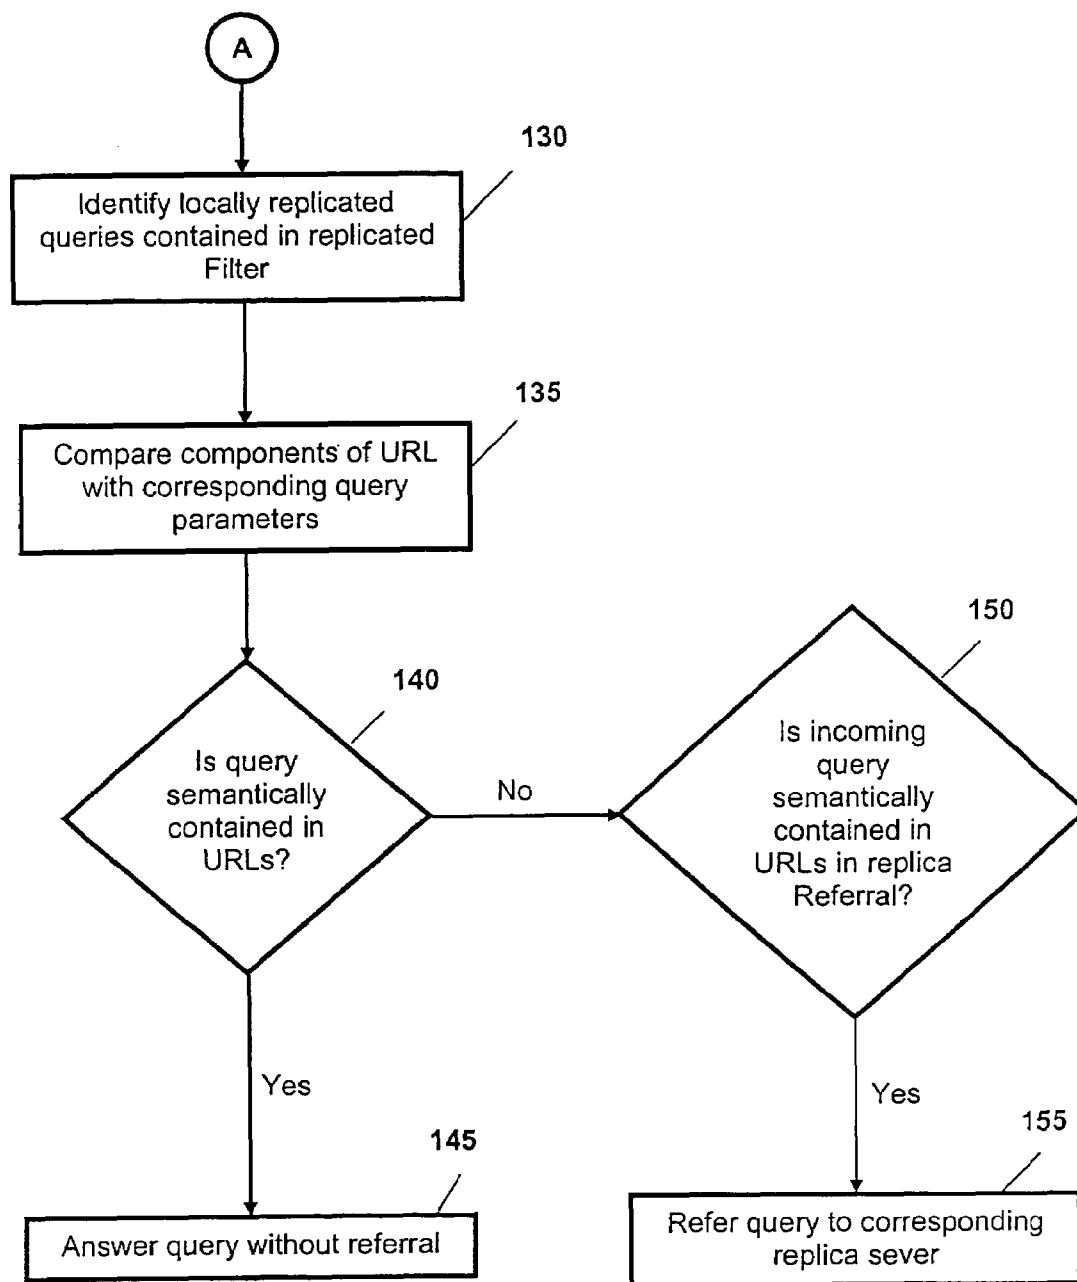 A
130
Identify locally replicated
queries contained in replicated
Filter
135
Compare components of URL
with corresponding query
parameters
140
Is query
semantically
contained in
URLs?
No
150
Is incoming
query
semantically
contained in
URLs in replica
Referral?
Yes
145
Answer query without referral
Yes
155
Refer query to corresponding
replica sever